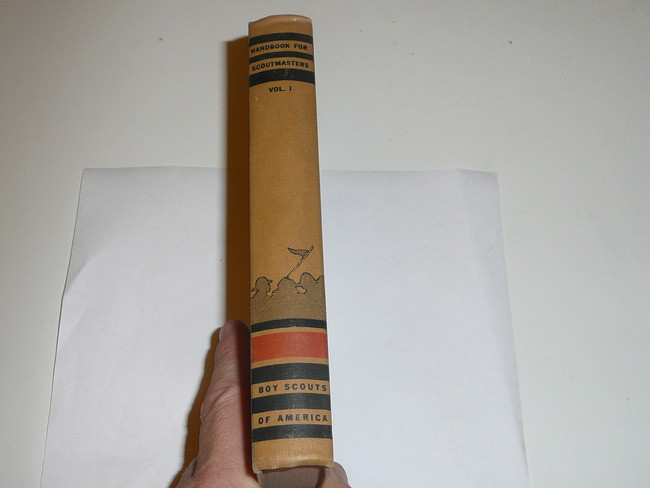 HANDBOOK FOR
SCOUTMASTERS
VOL. I
BOY SCOUTS
OF AMERICA